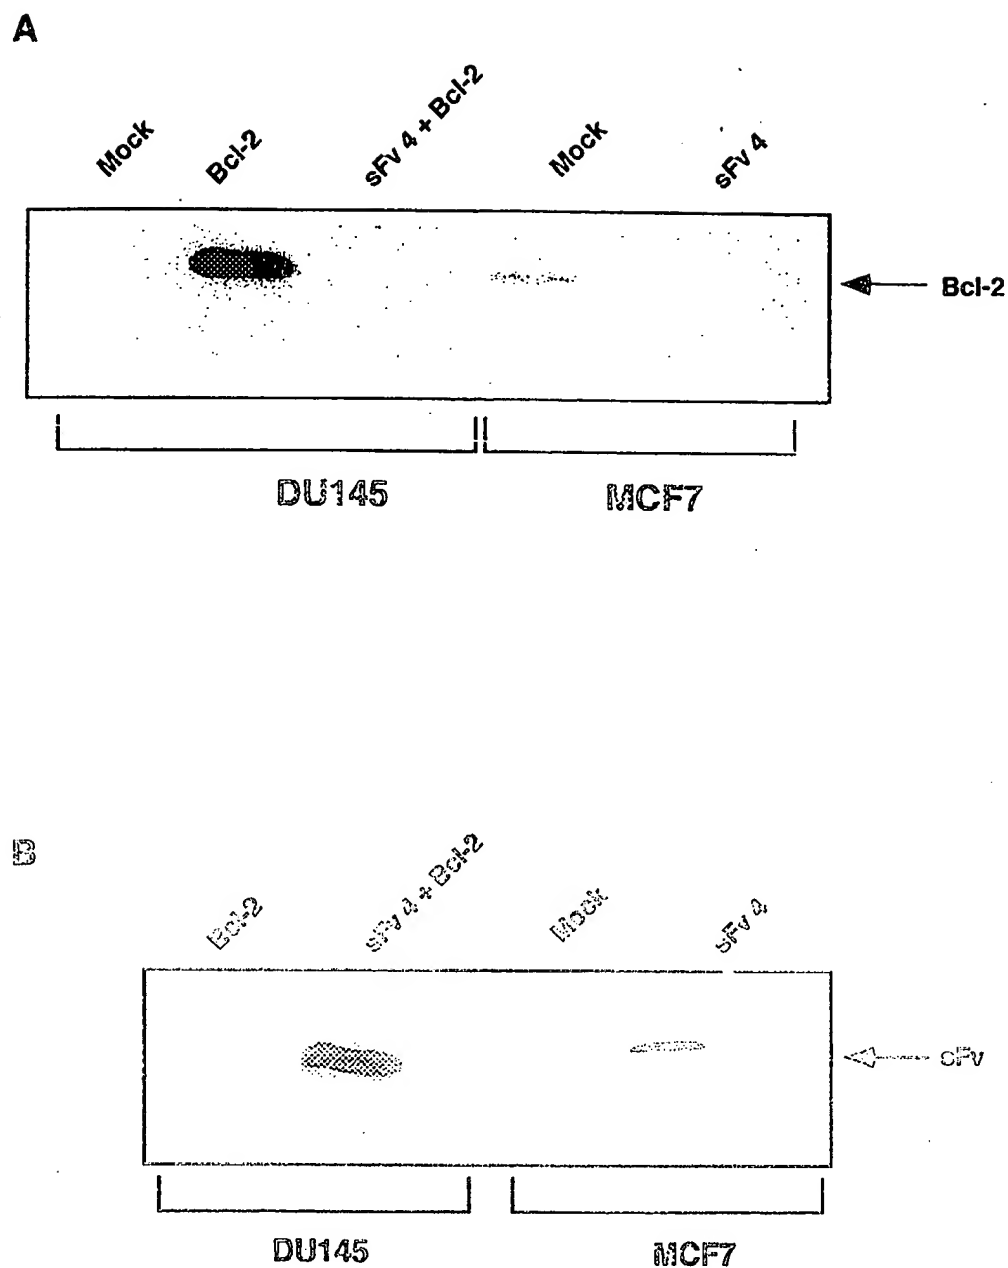 A
Mock
Bcl-2
sFv 4 + Bcl-2
Mock
sFv 4
Bcl-2
DU145
MCF7
B
Bcl-2
sFv 4 + Bcl-2
Mock
sFv 4
sFv
DU145
MCF7